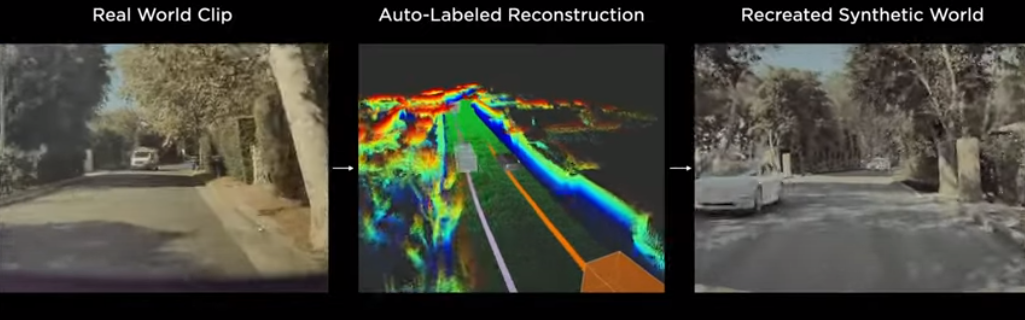 Real World Clip
Auto-Labeled Reconstruction
Recreated Synthetic World